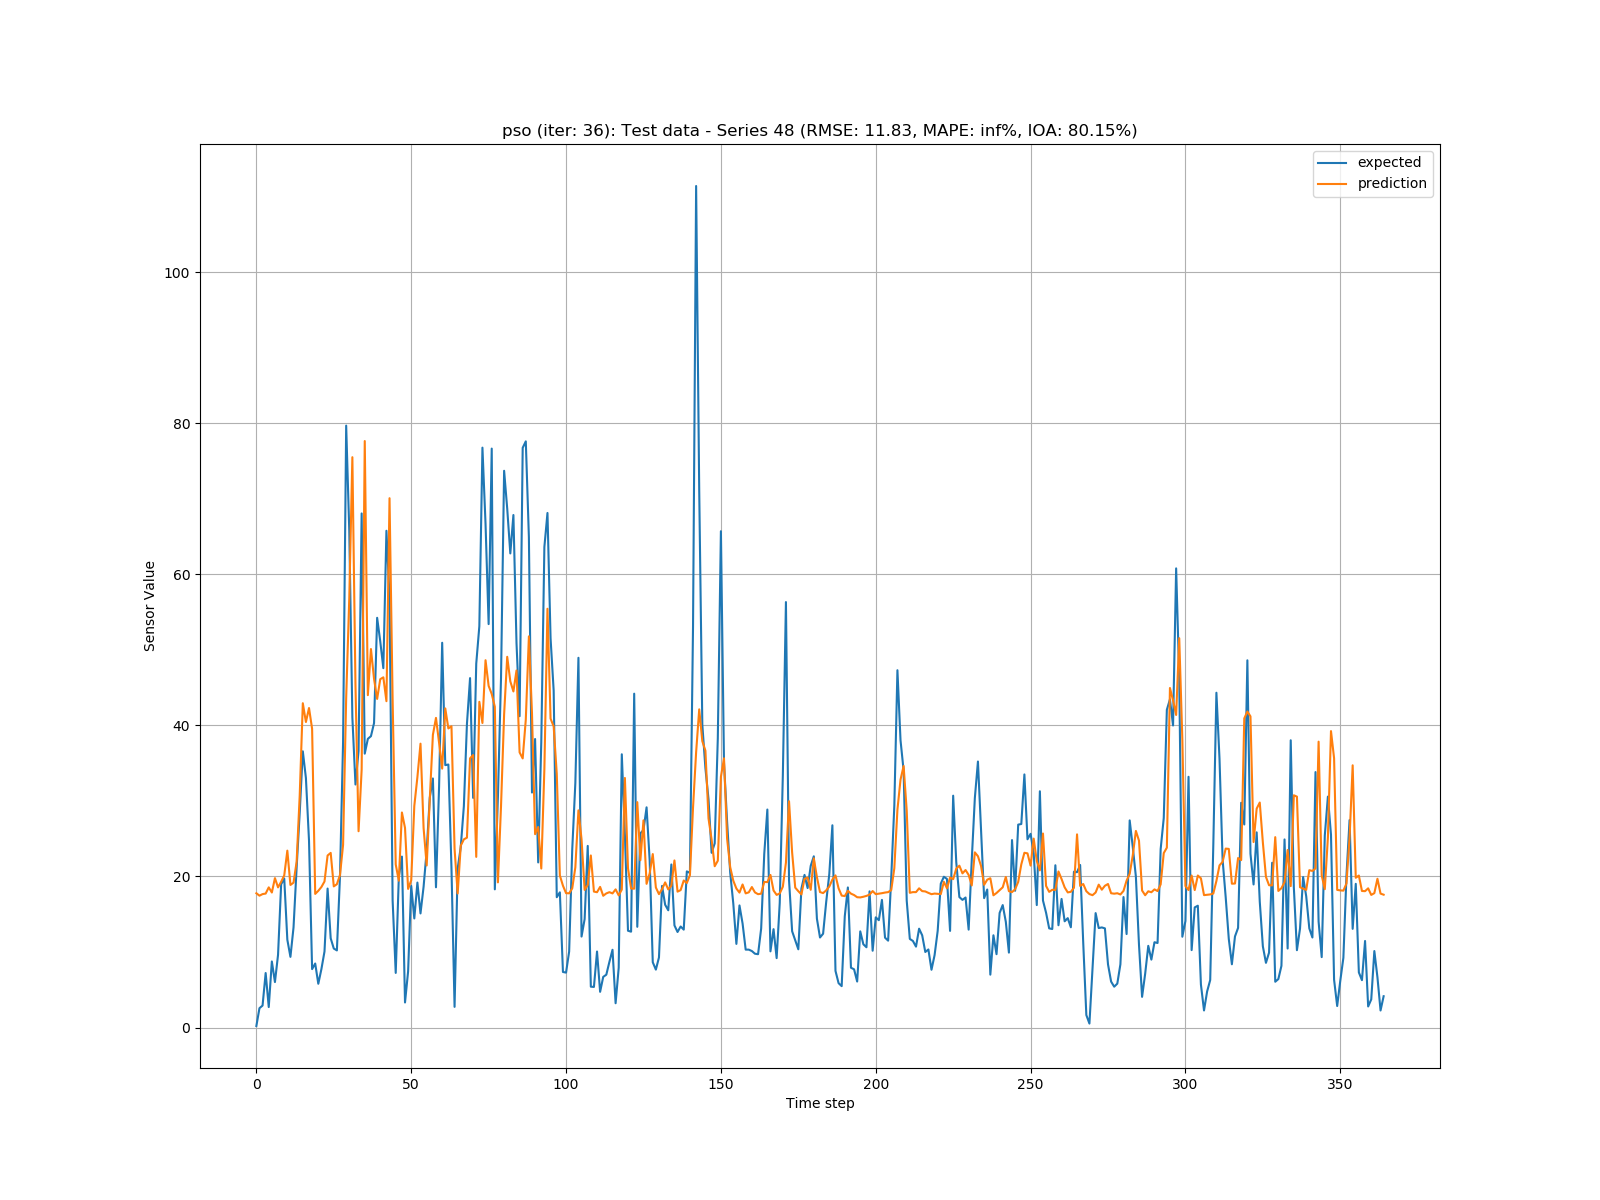 pso (iter: 36): Test data - Series 48 (RMSE: 11.83, MAPE: inf%, IOA: 80.15%)
expected
prediction
100
80
60
40
20
0
Sensor Value
0 50 100 150 200 250 300 350
Time step